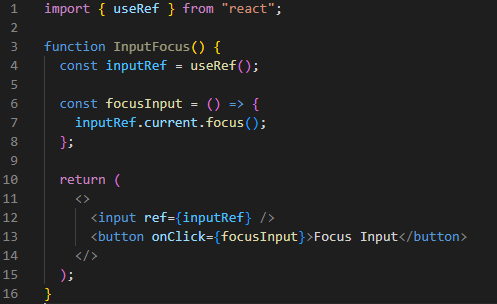 1 import { useRef } from "react";
2
3 function InputFocus() {
4   const inputRef = useRef();
5
6   const focusInput = () => {
7     inputRef.current.focus();
8   };
9
10   return (
11     <>
12       <input ref={inputRef} />
13       <button onClick={focusInput}>Focus Input</button>
14     </>
15   );
16 }